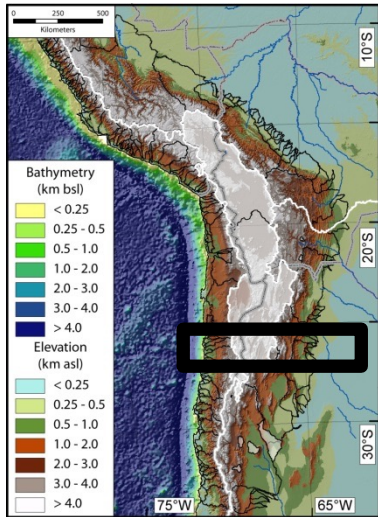 0 250 500
Kilometers
10°S
Bathymetry
(km bsl)
< 0.25
0.25 - 0.5
0.5 - 1.0
1.0 - 2.0
2.0 - 3.0
3.0 - 4.0
> 4.0
20°S
Elevation
(km asl)
< 0.25
0.25 - 0.5
0.5 - 1.0
1.0 - 2.0
2.0 - 3.0
3.0 - 4.0
> 4.0
30°S
75°W
65°W